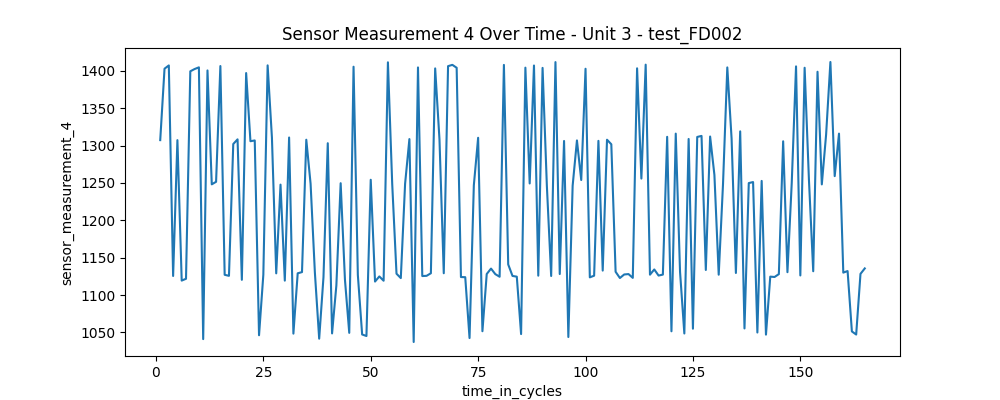 Sensor Measurement 4 Over Time - Unit 3 - test_FD002
sensor_measurement_4
1400
1350
1300
1250
1200
1150
1100
1050
0 25 50 75 100 125 150
time_in_cycles